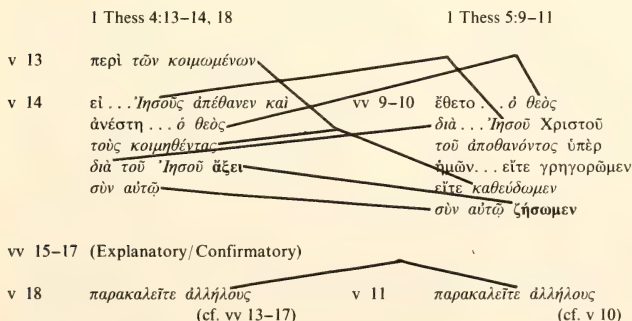 1 Thess 4:13–14, 18 1 Thess 5:9–11
v 13 περὶ τῶν κοιμωμένων
v 14 εἰ . . . Ἰησοῦς ἀπέθανεν καὶ vv 9–10 ἔθετο . . . ὁ θεὸς
ἀνέστη . . . ὁ θεὸς διὰ . . . Ἰησοῦ Χριστοῦ
τοὺς κοιμηθέντας τοῦ ἀποθανόντος ὑπὲρ
διὰ τοῦ Ἰησοῦ ἄξει ἡμῶν. . . εἴτε γρηγορῶμεν
σὺν αὐτῷ εἴτε καθεύδωμεν
σὺν αὐτῷ ζήσωμεν
vv 15–17 (Explanatory/Confirmatory)
v 18 παρακαλεῖτε ἀλλήλους v 11 παρακαλεῖτε ἀλλήλους
(cf. vv 13–17) (cf. v 10)